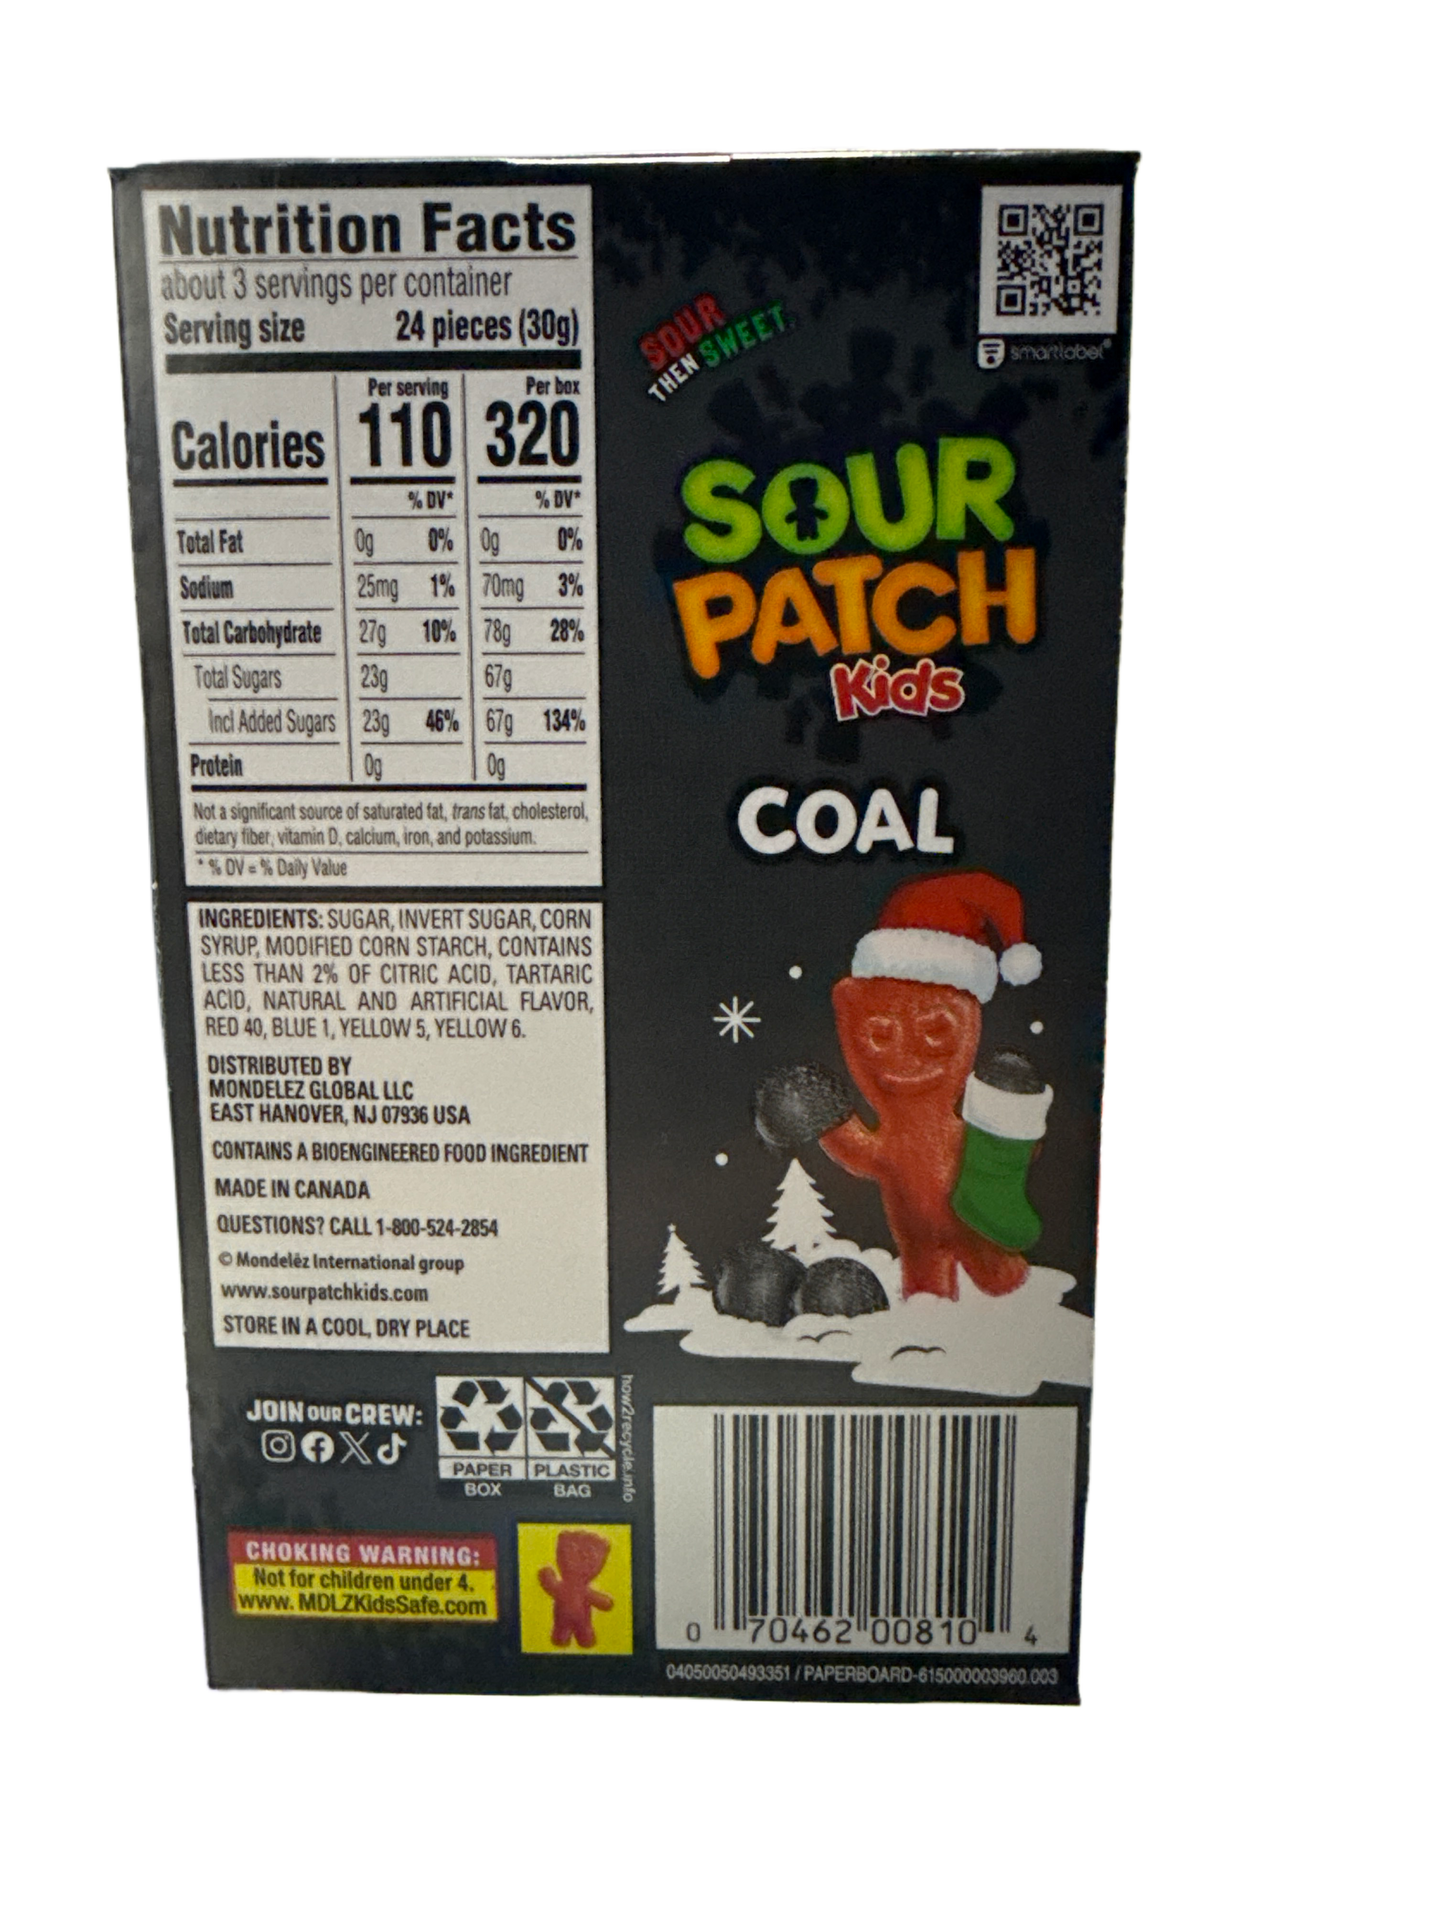 Nutrition Facts
about 3 servings per container
Serving size 24 pieces (30g)
Per serving Per box
Calories 110 320
% DV* % DV*
Total Fat 0g 0% 0g 0%
Sodium 25mg 1% 70mg 3%
Total Carbohydrate 27g 10% 78g 28%
Total Sugars 23g 67g
Incl Added Sugars 23g 46% 67g 134%
Protein 0g 0g
Not a significant source of saturated fat, trans fat, cholesterol,
dietary fiber, vitamin D, calcium, iron, and potassium.
* % DV = % Daily Value
INGREDIENTS: SUGAR, INVERT SUGAR, CORN
SYRUP, MODIFIED CORN STARCH, CONTAINS
LESS THAN 2% OF CITRIC ACID, TARTARIC
ACID, NATURAL AND ARTIFICIAL FLAVOR,
RED 40, BLUE 1, YELLOW 5, YELLOW 6.
DISTRIBUTED BY
MONDELEZ GLOBAL LLC
EAST HANOVER, NJ 07936 USA
CONTAINS A BIOENGINEERED FOOD INGREDIENT
MADE IN CANADA
QUESTIONS? CALL 1-800-524-2854
© Mondelēz International group
www.sourpatchkids.com
STORE IN A COOL, DRY PLACE
JOIN OUR CREW:
PAPER PLASTIC
BOX BAG
how2recycle.info
CHOKING WARNING:
Not for children under 4.
www.MDLZKidsSafe.com
smartlabel®
SOUR
THEN SWEET
SOUR
PATCH
Kids
COAL
0 70462 00810 4
04050050493351 / PAPERBOARD-615000003960.003